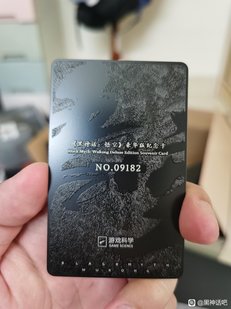 《黑神话:悟空》豪华版纪念卡
Black Myth: Wukong Deluxe Edition Souvenir Card
NO.09182
游戏科学
GAME SCIENCE
B L A C K M Y T H
W U K O N G
@黑神话吧